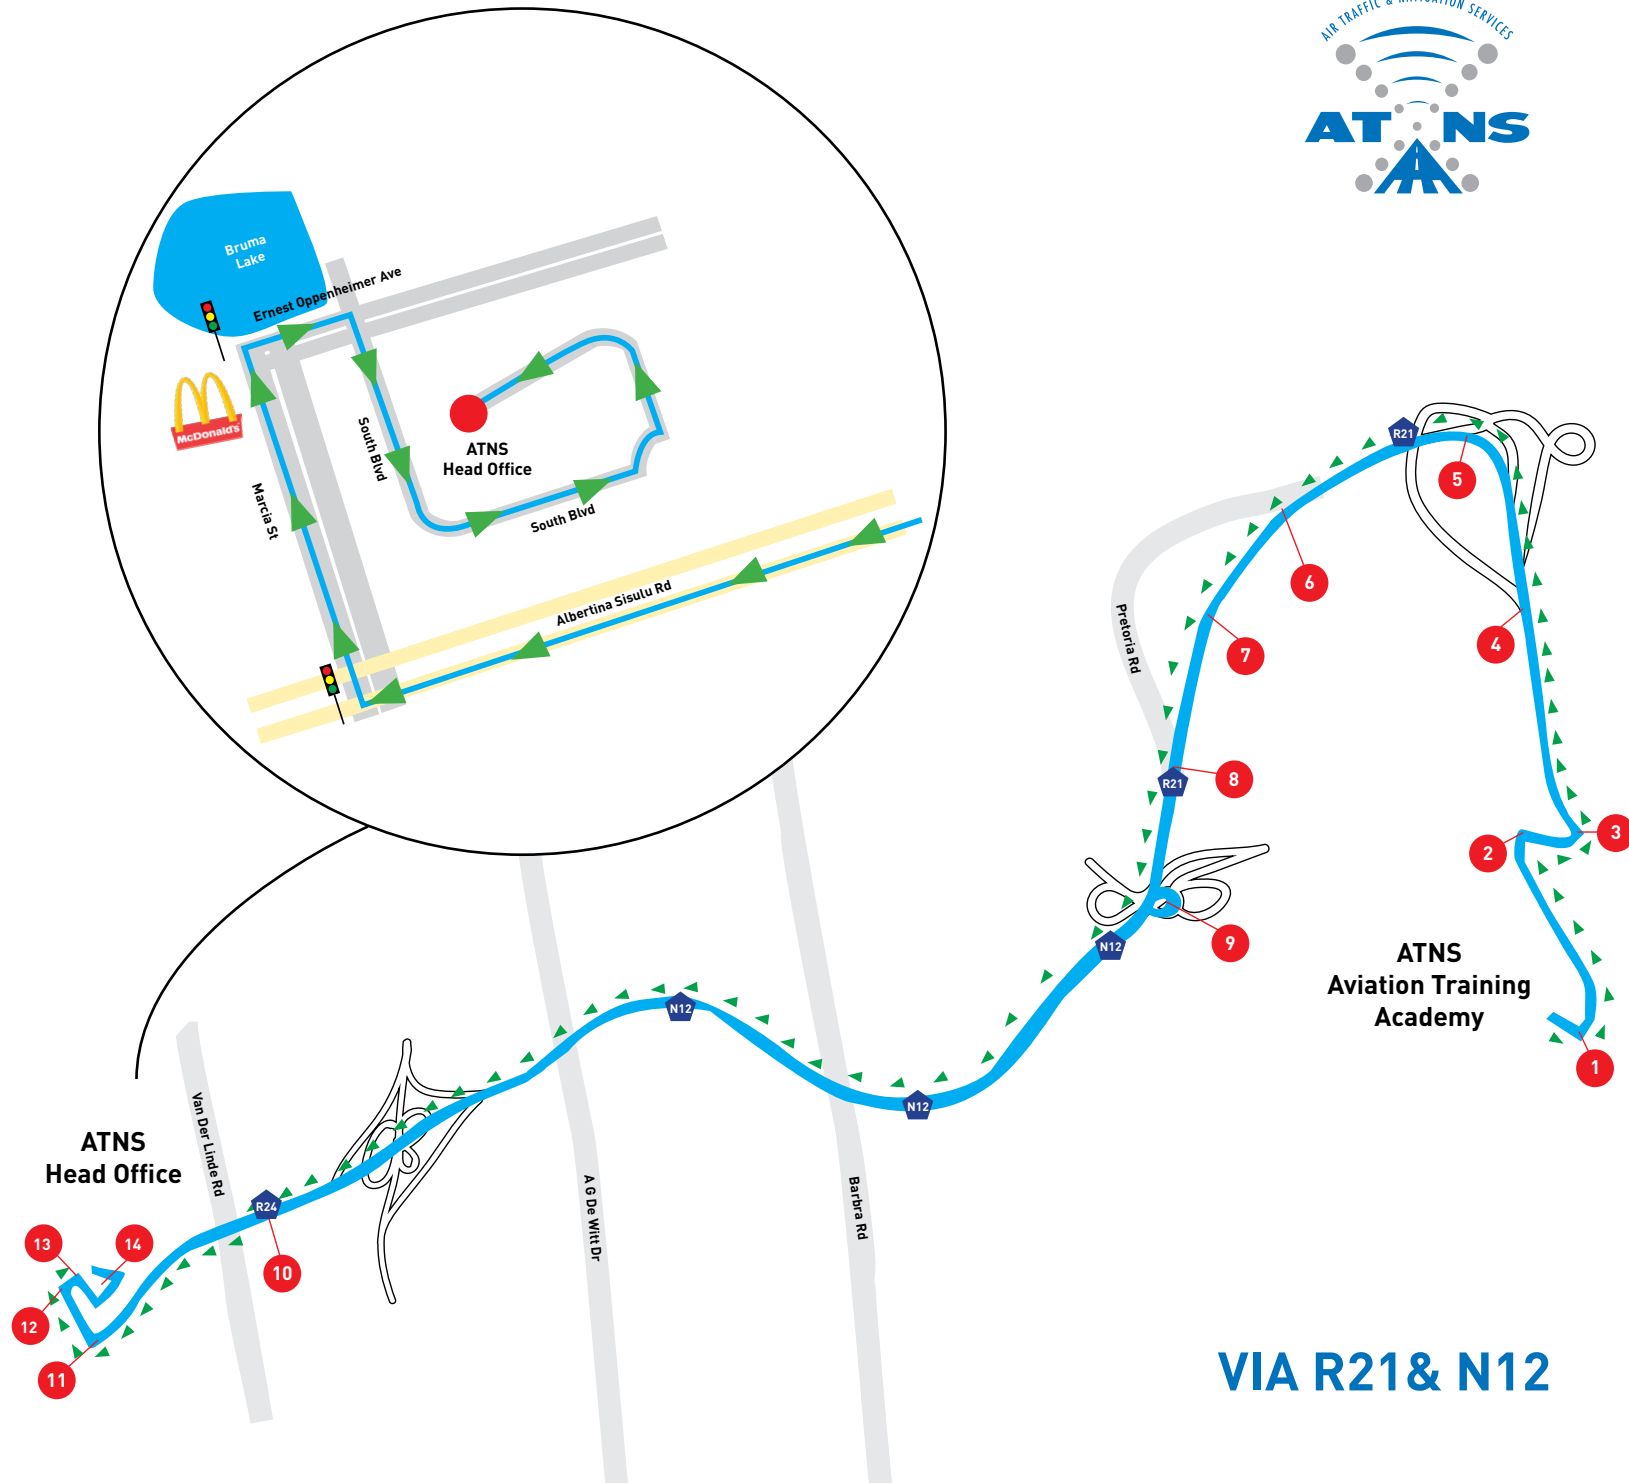 AIR TRAFFIC & NAVIGATION SERVICES
ATNS
Bruma
Lake
Ernest Oppenheimer Ave
McDonald's
South Blvd
ATNS
Head Office
Marcia St
South Blvd
Albertina Sisulu Rd
R21
5
6
Pretoria Rd
4
7
R21
8
3
2
9
N12
ATNS
Aviation Training
Academy
1
N12
N12
Van Der Linde Rd
ATNS
Head Office
R24
A G De Witt Dr
Barbra Rd
13
14
10
12
11
VIA R21& N12